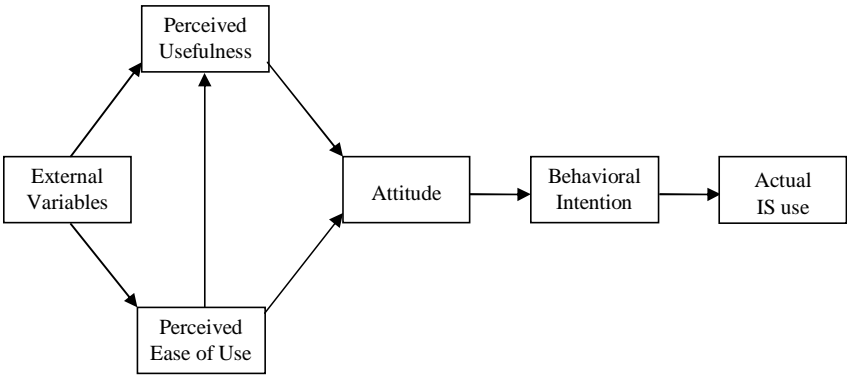 Perceived
Usefulness
External
Variables
Attitude
Behavioral
Intention
Actual
IS use
Perceived
Ease of Use